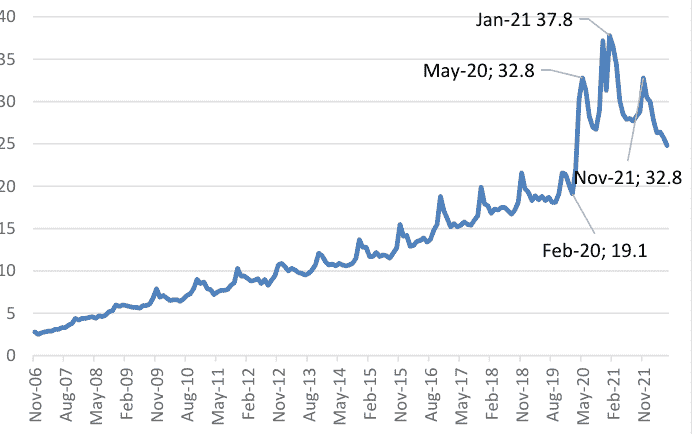 40
Jan-21 37.8
May-20; 32.8
35
30
25
20
Nov-21; 32.8
15
Feb-20; 19.1
10
5
0
Nov-06
Aug-07
May-08
Feb-09
Nov-09
Aug-10
May-11
Feb-12
Nov-12
Aug-13
May-14
Feb-15
Nov-15
Aug-16
May-17
Feb-18
Nov-18
Aug-19
May-20
Feb-21
Nov-21